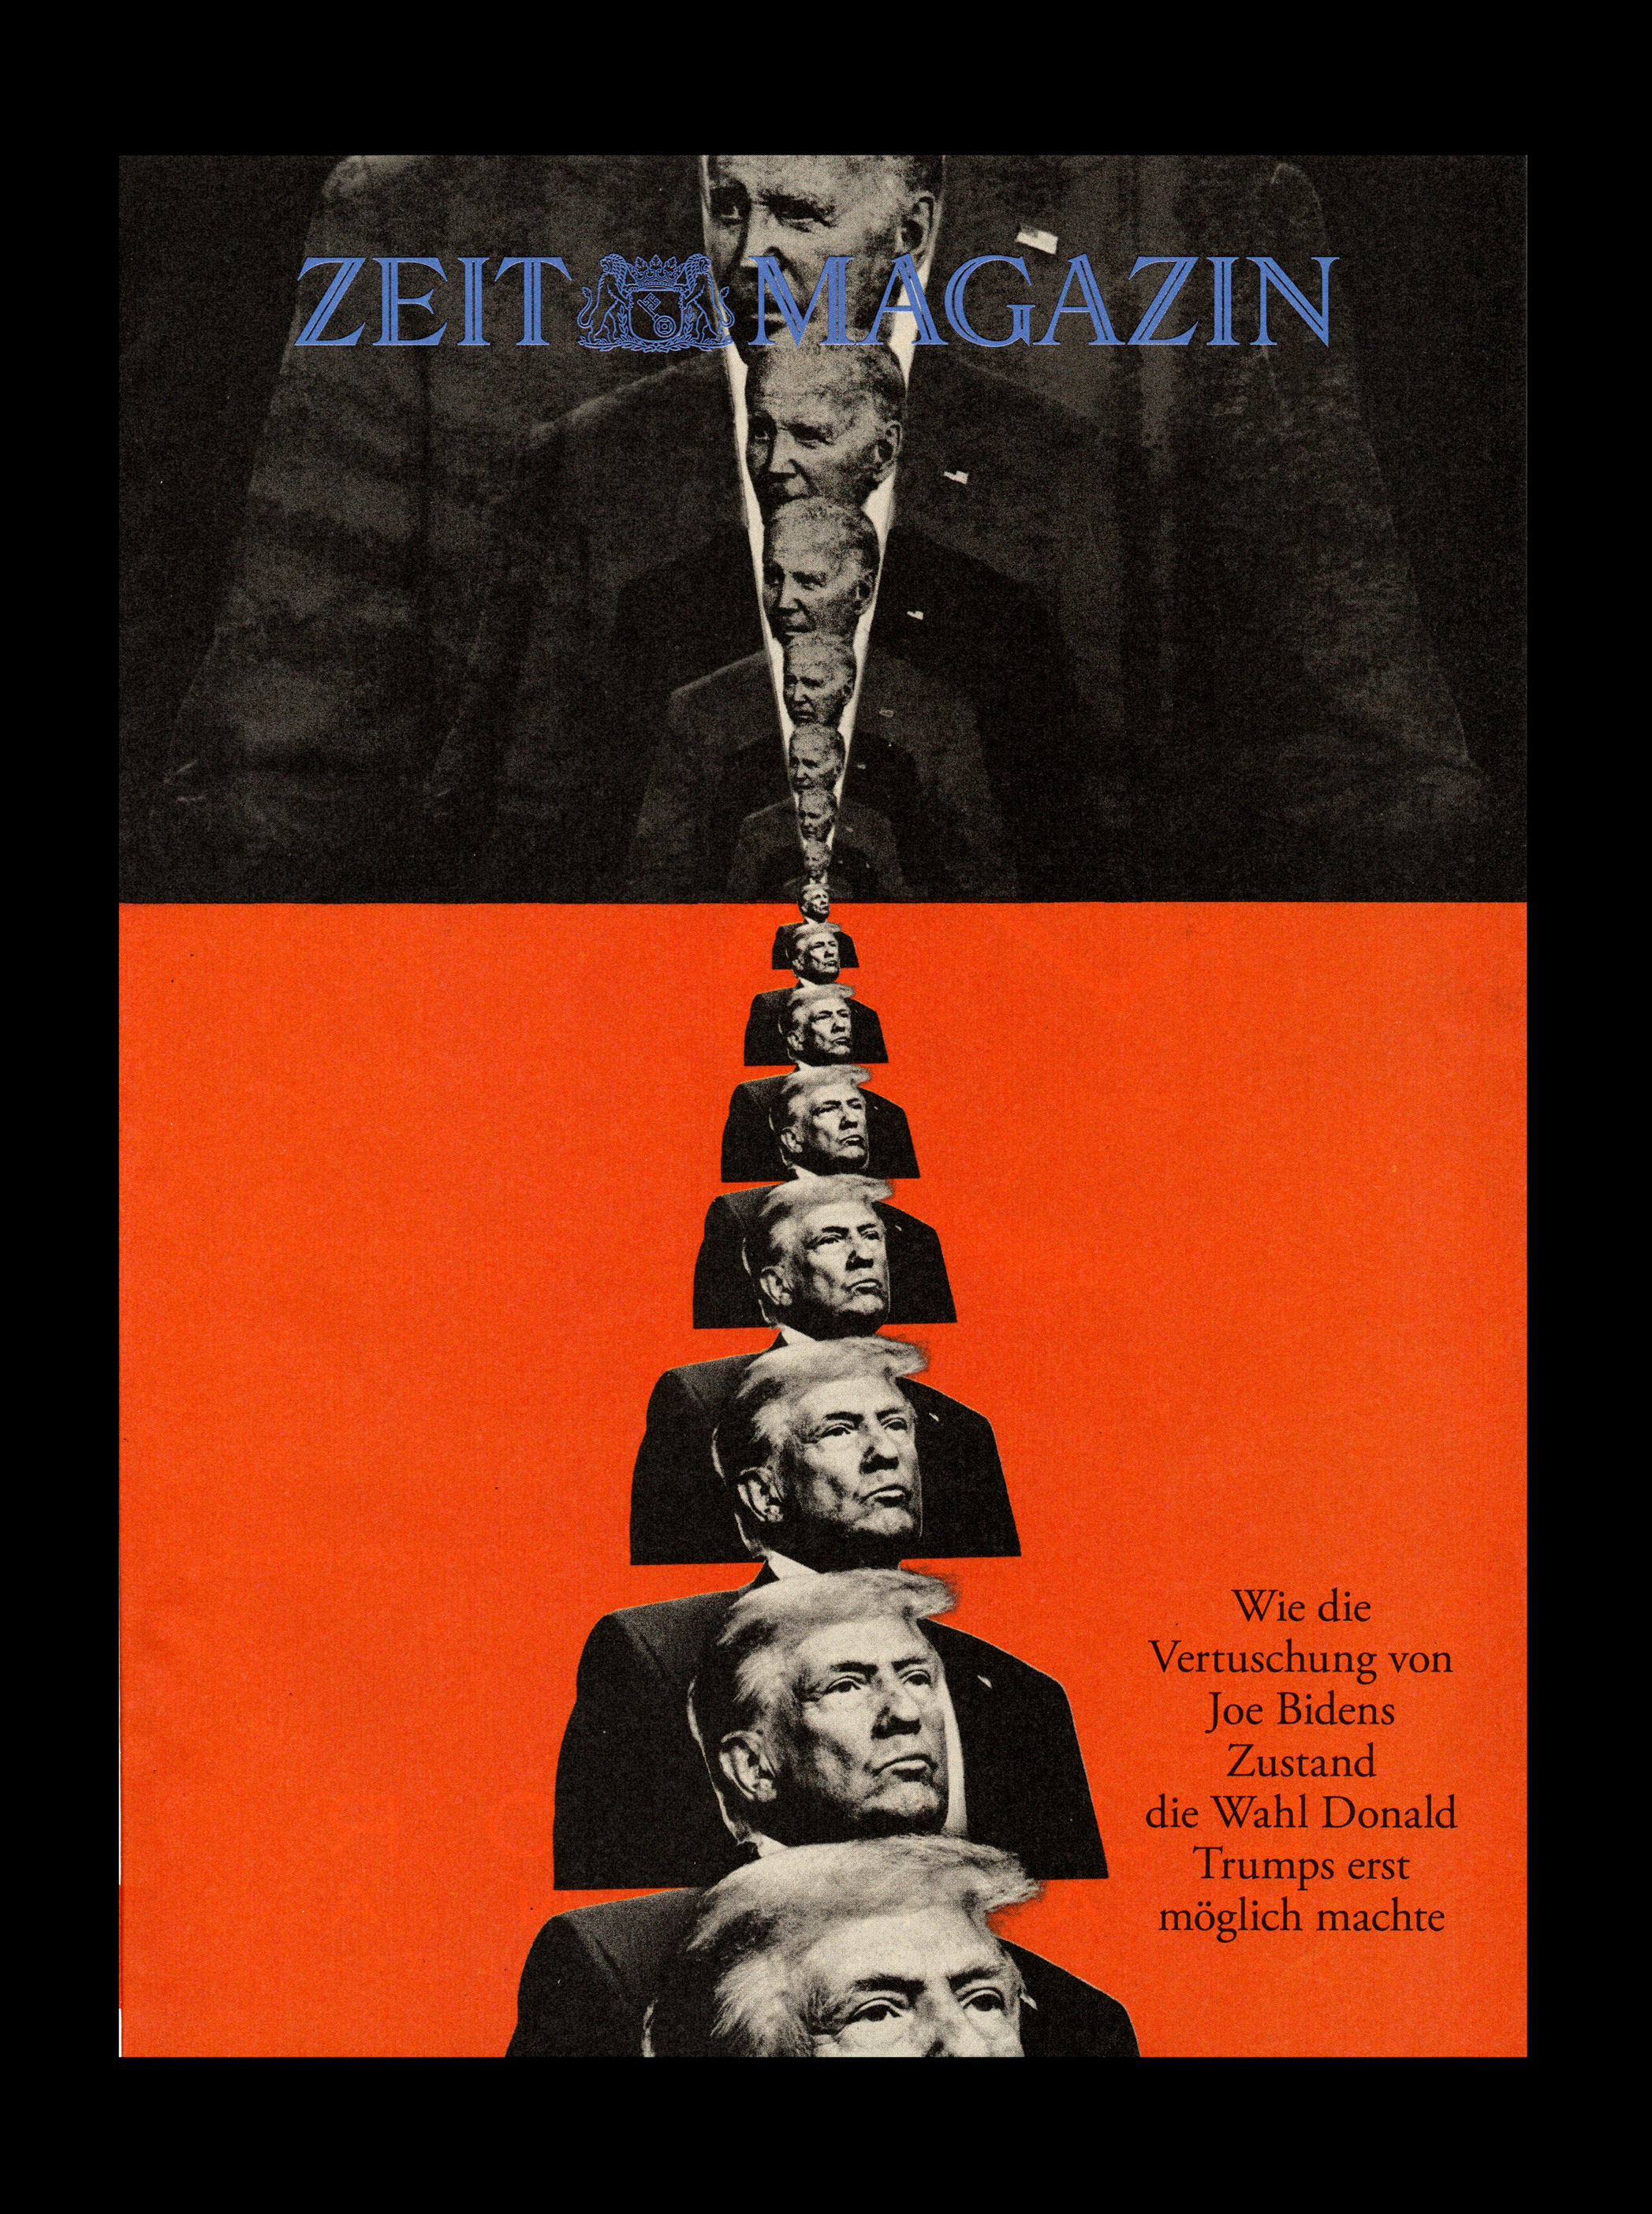 ZEIT MAGAZIN
Wie die
Vertuschung von
Joe Bidens
Zustand
die Wahl Donald
Trumps erst
möglich machte